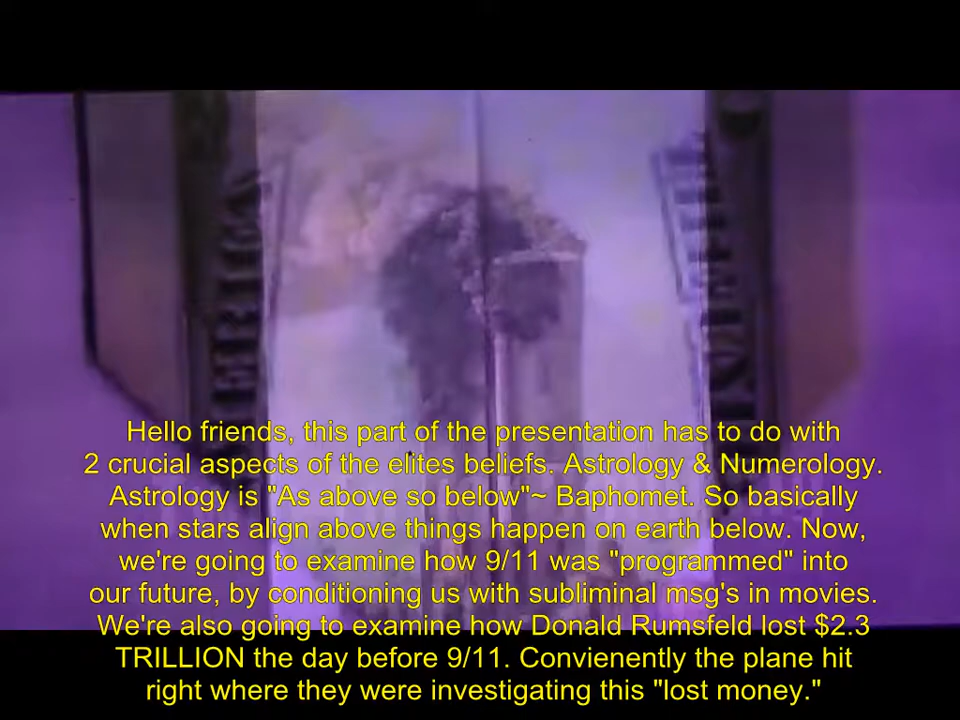 Hello friends, this part of the presentation has to do with
2 crucial aspects of the elites beliefs. Astrology & Numerology.
Astrology is "As above so below"~ Baphomet. So basically
when stars align above things happen on earth below. Now,
we're going to examine how 9/11 was "programmed" into
our future, by conditioning us with subliminal msg's in movies.
We're also going to examine how Donald Rumsfeld lost $2.3
TRILLION the day before 9/11. Convienently the plane hit
right where they were investigating this "lost money."